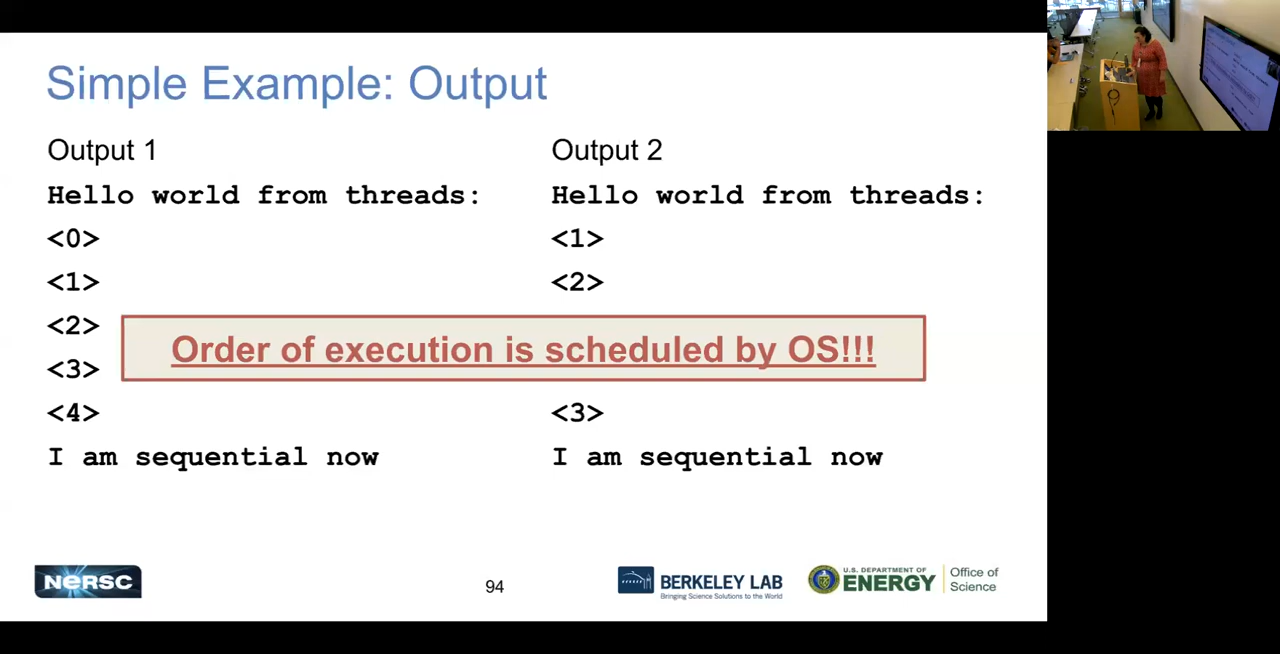 Simple Example: Output
Output 1
Hello world from threads:
<0>
<1>
<2>
<3>
<4>
I am sequential now
Output 2
Hello world from threads:
<1>
<2>
<3>
I am sequential now
Order of execution is scheduled by OS!!!
NERSC
94
BERKELEY LAB
Bringing Science Solutions to the World
U.S. DEPARTMENT OF
ENERGY
Office of
Science